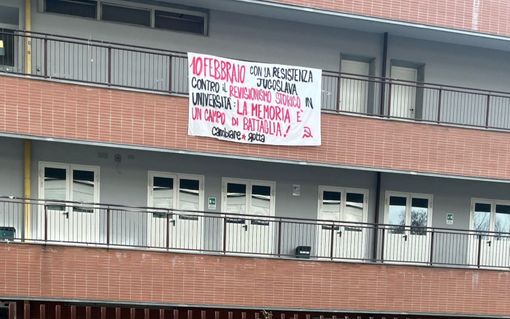 10 FEBBRAIO CON LA RESISTENZA
JUGOSLAVA
CONTRO IL REVISIONISMO STORICO IN
UNIVERSITÀ: LA MEMORIA E'
UN CAMPO DI BATTAGLIA!
Cambiare ★ Rotta